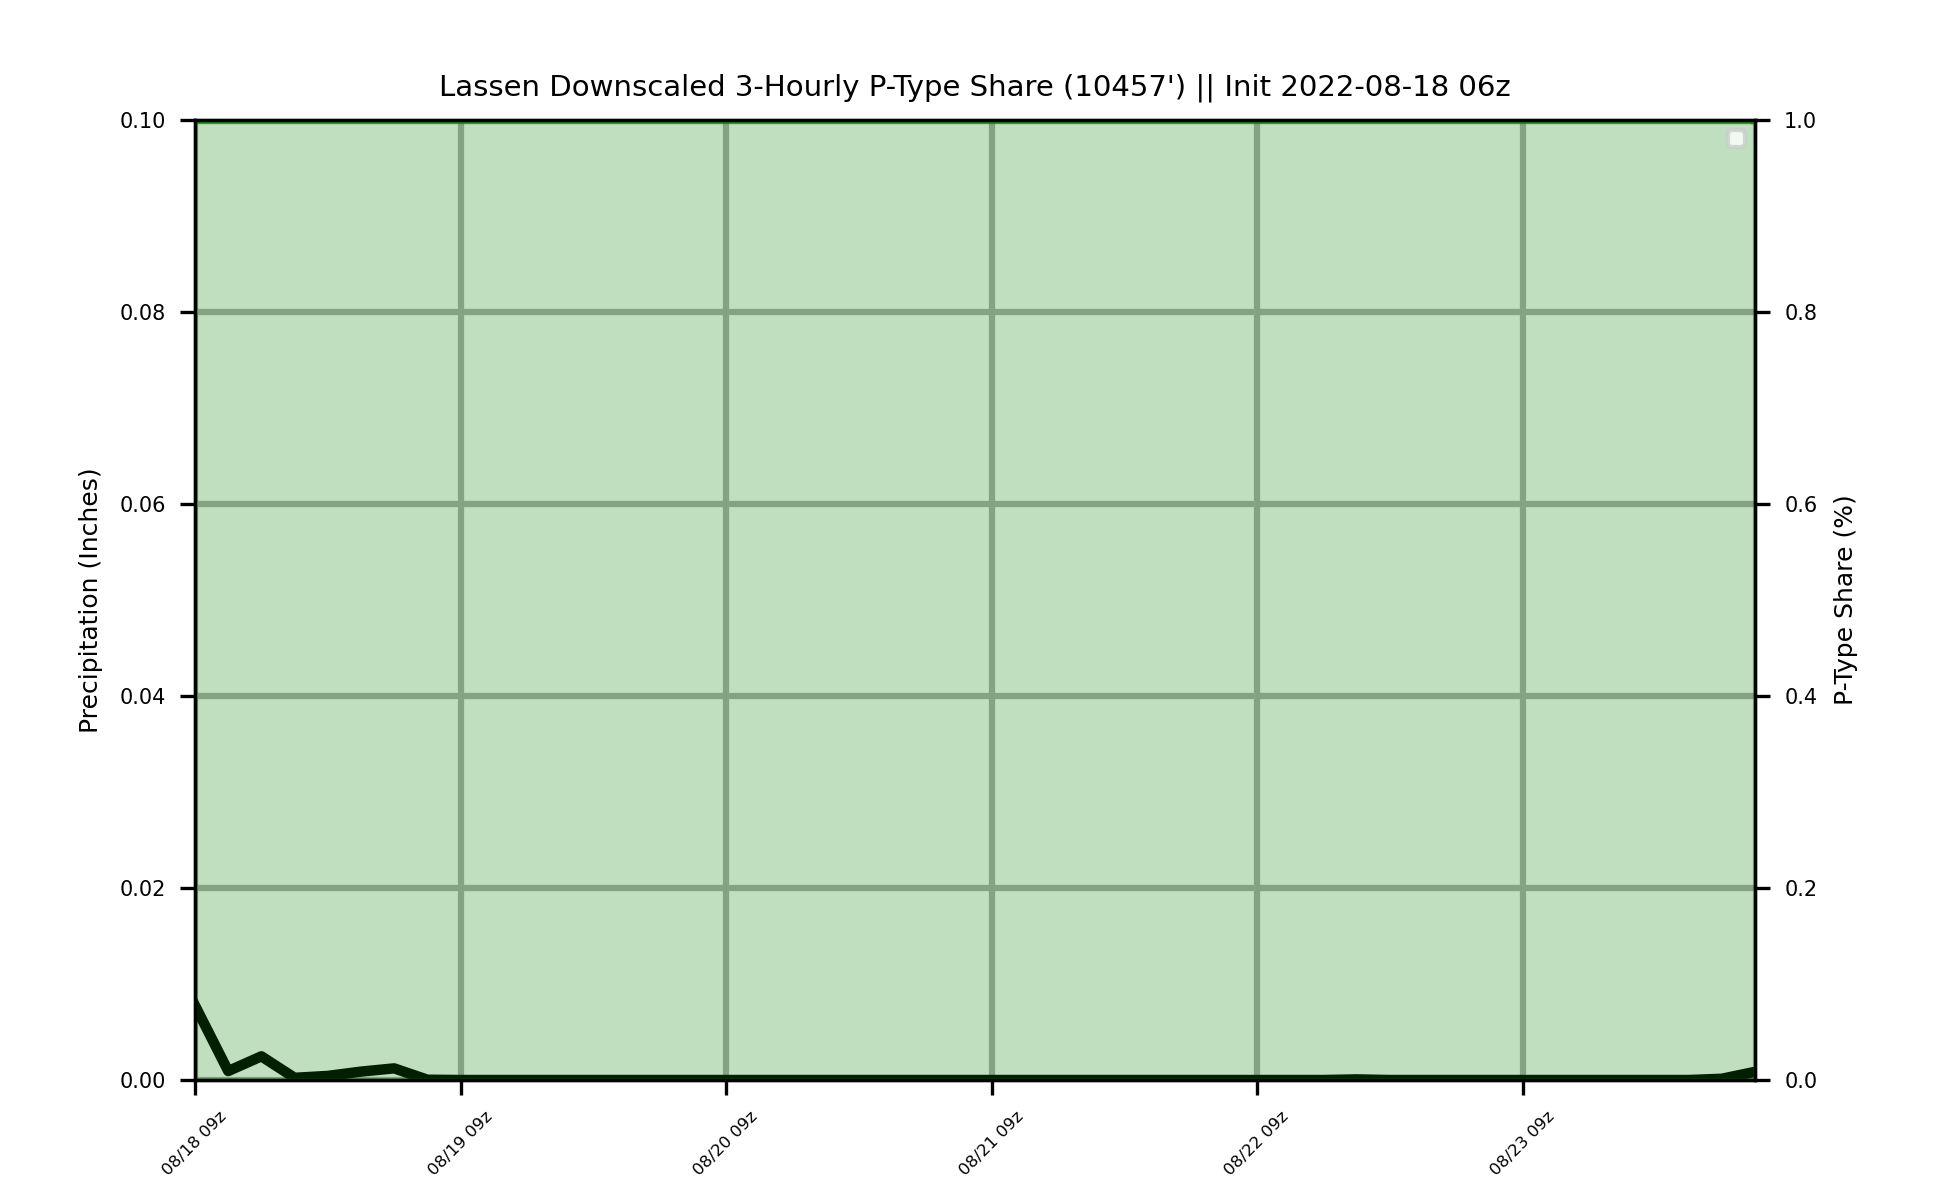 Lassen Downscaled 3-Hourly P-Type Share (10457') || Init 2022-08-18 06z
Precipitation (Inches)
0.10
0.08
0.06
0.04
0.02
0.00
1.0
0.8
0.6
0.4
0.2
0.0
P-Type Share (%)
08/18 09z
08/19 09z
08/20 09z
08/21 09z
08/22 09z
08/23 09z